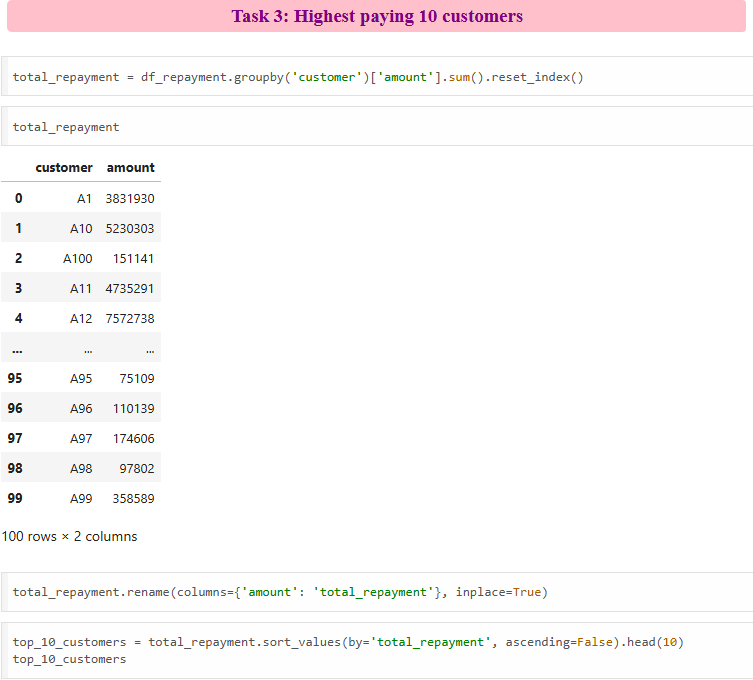 Task 3: Highest paying 10 customers
total_repayment = df_repayment.groupby('customer')['amount'].sum().reset_index()
total_repayment
customer amount
0 A1 3831930
1 A10 5230303
2 A100 151141
3 A11 4735291
4 A12 7572738
... ... ...
95 A95 75109
96 A96 110139
97 A97 174606
98 A98 97802
99 A99 358589
100 rows × 2 columns
total_repayment.rename(columns={'amount': 'total_repayment'}, inplace=True)
top_10_customers = total_repayment.sort_values(by='total_repayment', ascending=False).head(10)
top_10_customers